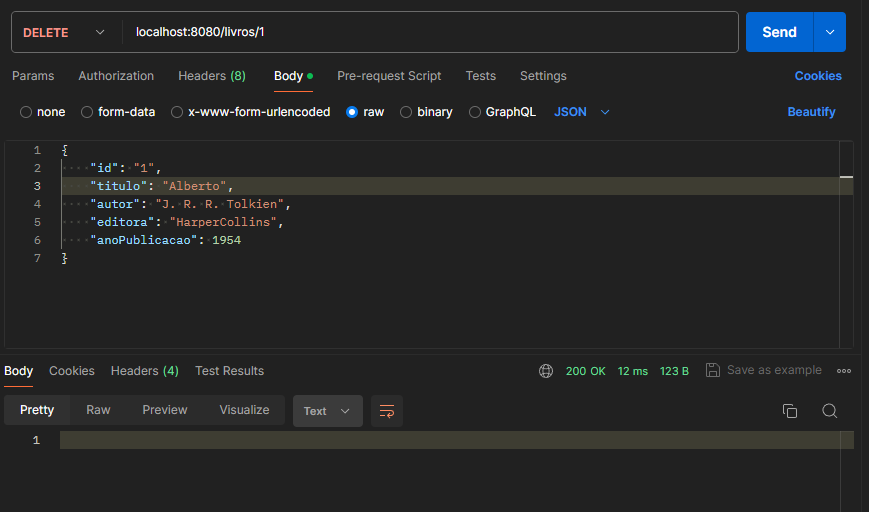 DELETE localhost:8080/livros/1 Send
Params Authorization Headers (8) Body Pre-request Script Tests Settings Cookies
none form-data x-www-form-urlencoded raw binary GraphQL JSON Beautify
1 {
2 "id": "1",
3 "titulo": "Alberto",
4 "autor": "J. R. R. Tolkien",
5 "editora": "HarperCollins",
6 "anoPublicacao": 1954
7 }
Body Cookies Headers (4) Test Results 200 OK 12 ms 123 B Save as example
Pretty Raw Preview Visualize Text
1